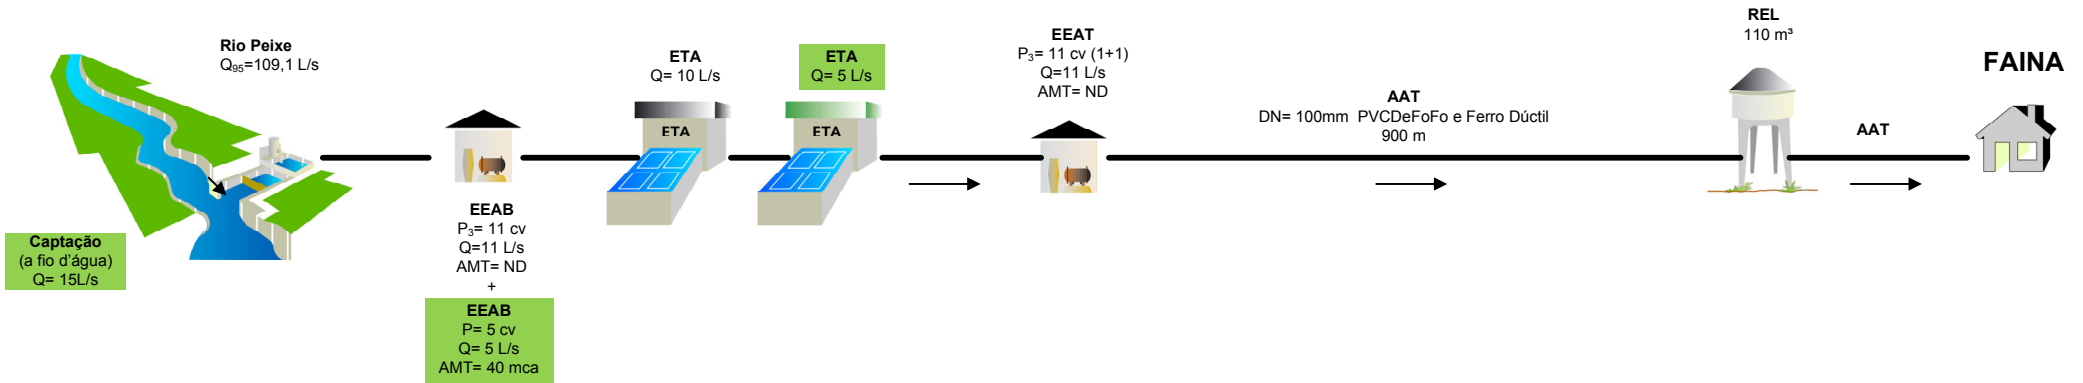 Rio Peixe
Q₉₅=109,1 L/s
Captação
(a fio d'água)
Q= 15L/s
EEAB
P₃= 11 cv
Q=11 L/s
AMT= ND
+
EEAB
P= 5 cv
Q= 5 L/s
AMT= 40 mca
ETA
Q= 10 L/s
ETA
ETA
Q= 5 L/s
ETA
EEAT
P₃= 11 cv (1+1)
Q=11 L/s
AMT= ND
AAT
DN= 100mm PVCDeFoFo e Ferro Dúctil
900 m
REL
110 m³
AAT
FAINA